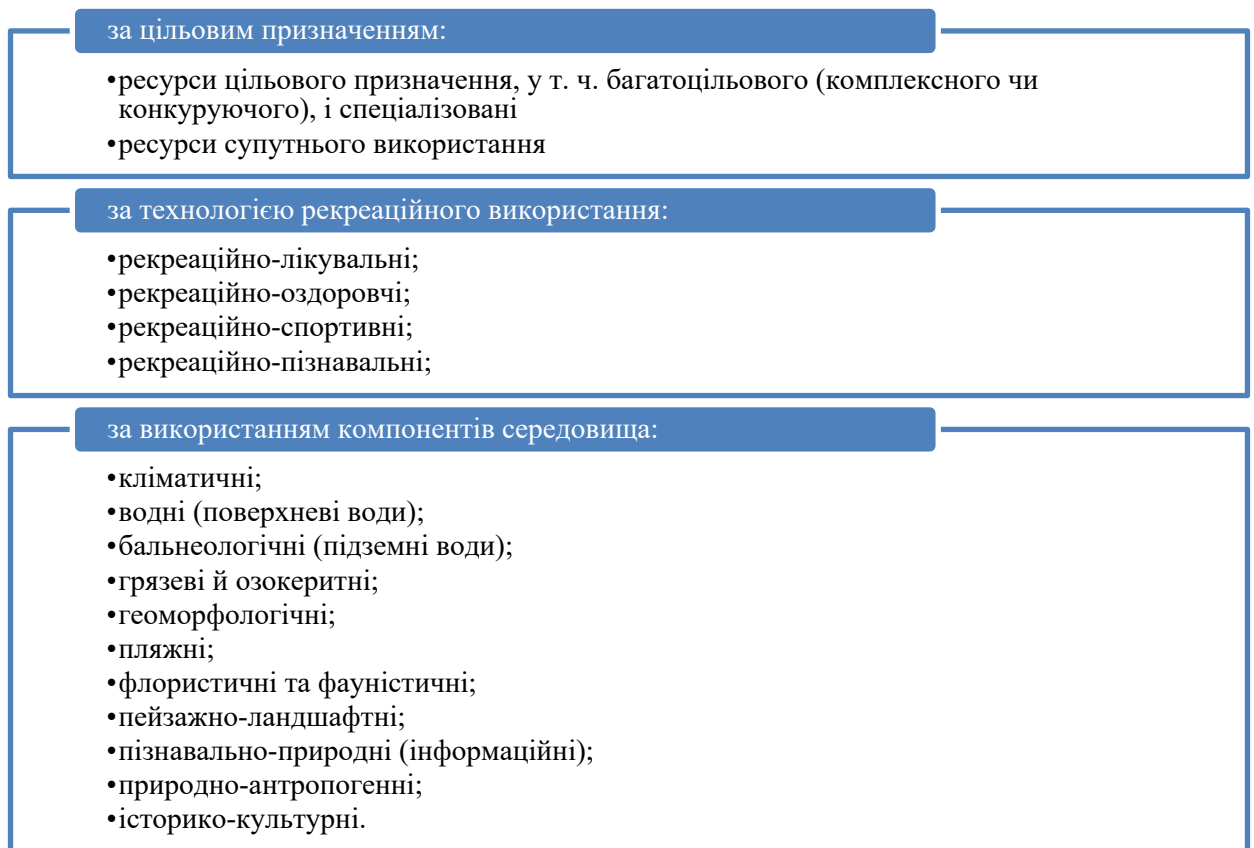 за цільовим призначенням:
•ресурси цільового призначення, у т. ч. багатоцільового (комплексного чи
конкуруючого), і спеціалізовані
•ресурси супутнього використання
за технологією рекреаційного використання:
•рекреаційно-лікувальні;
•рекреаційно-оздоровчі;
•рекреаційно-спортивні;
•рекреаційно-пізнавальні;
за використанням компонентів середовища:
•кліматичні;
•водні (поверхневі води);
•бальнеологічні (підземні води);
•грязеві й озокеритні;
•геоморфологічні;
•пляжні;
•флористичні та фауністичні;
•пейзажно-ландшафтні;
•пізнавально-природні (інформаційні);
•природно-антропогенні;
•історико-культурні.